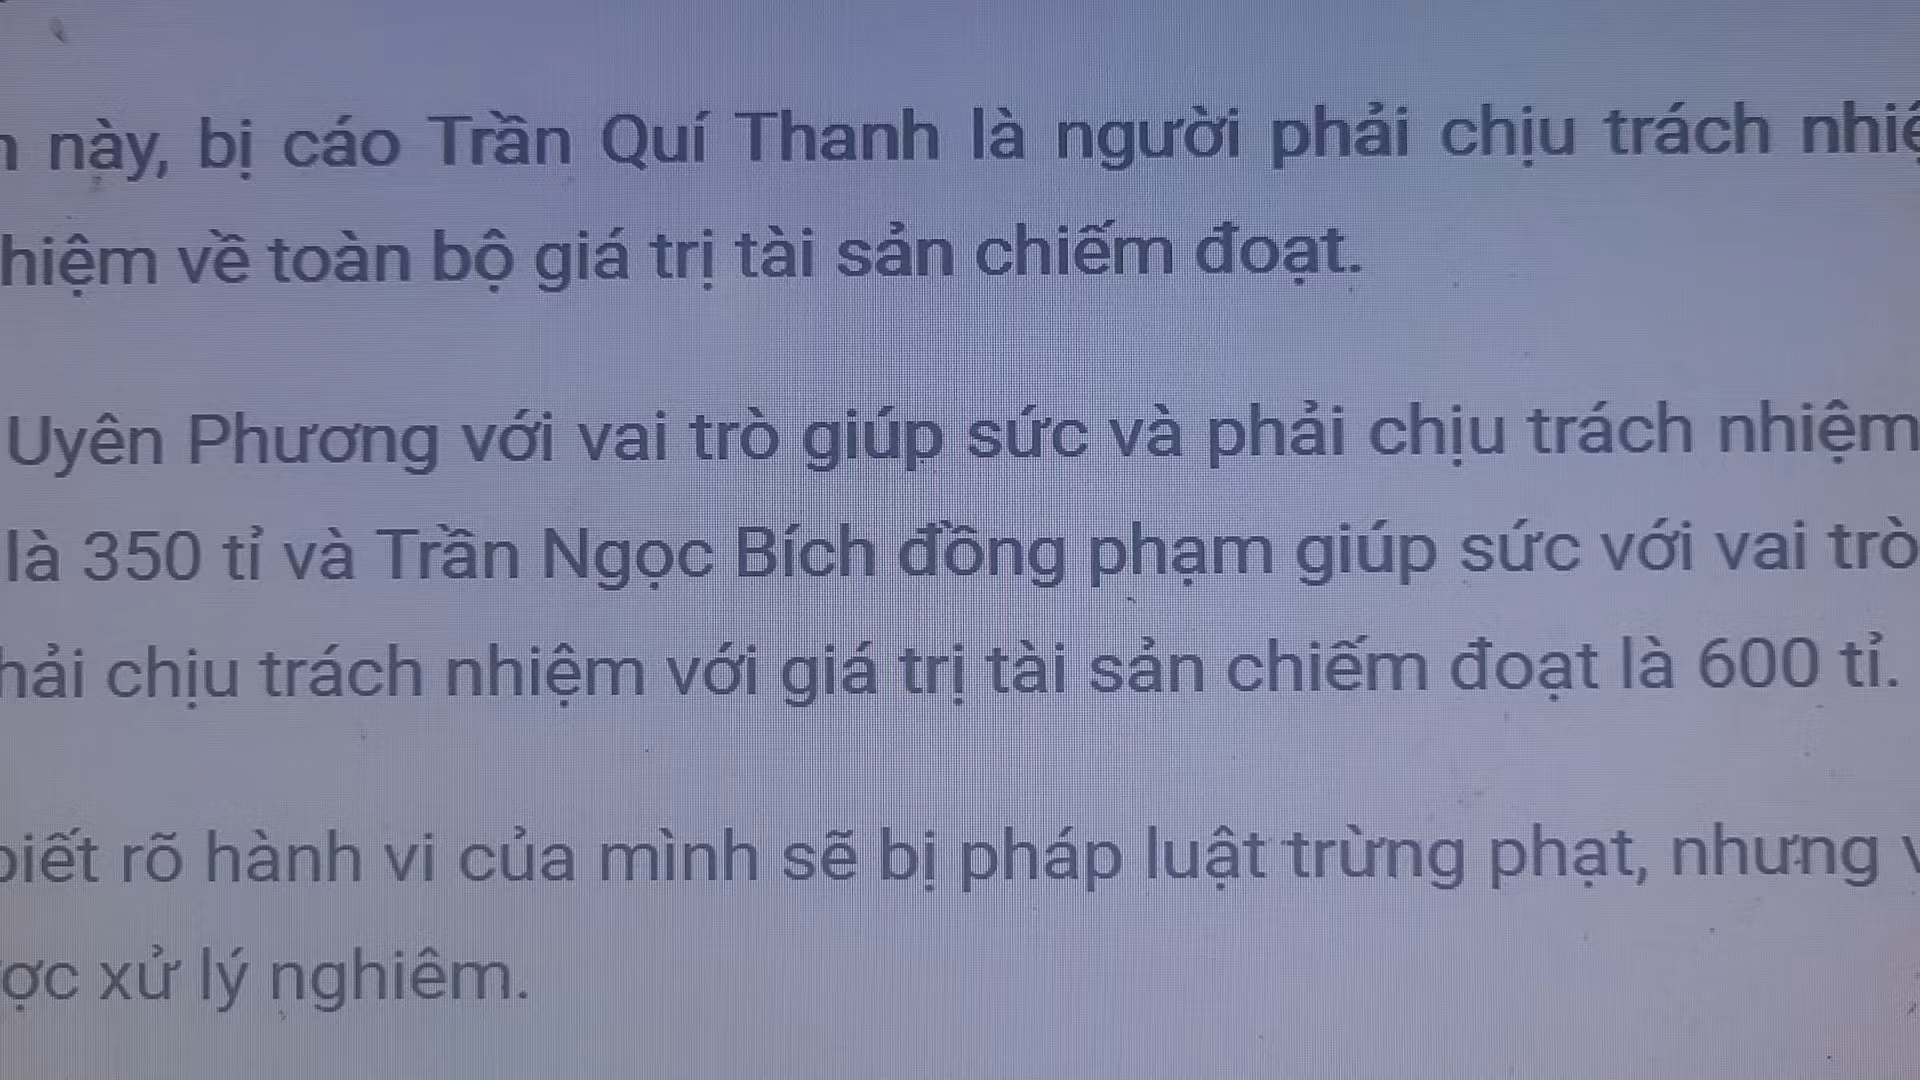 này, bị cáo Trần Quí Thanh là người phải chịu trách
hiệm về toàn bộ giá trị tài sản chiếm đoạt.
Uyên Phương với vai trò giúp sức và phải chịu trách nhiệm
là 350 tỉ và Trần Ngọc Bích đồng phạm giúp sức với vai trò
hải chịu trách nhiệm với giá trị tài sản chiếm đoạt là 600 tỉ.
biết rõ hành vi của mình sẽ bị pháp luật trừng phạt, nhưng
ợc xử lý nghiêm.